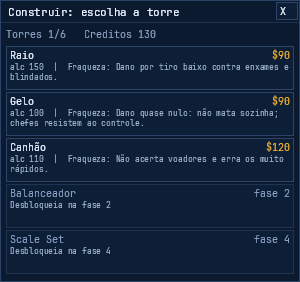 Construir: escolha a torre X
Torres 1/6 Creditos 130
Raio $90
alc 150 | Fraqueza: Dano por tiro baixo contra enxames e
blindados.
Gelo $90
alc 100 | Fraqueza: Dano quase nulo: não mata sozinha;
chefes resistem ao controle.
Canhão $120
alc 110 | Fraqueza: Não acerta voadores e erra os muito
rápidos.
Balanceador fase 2
Desbloqueia na fase 2
Scale Set fase 4
Desbloqueia na fase 4